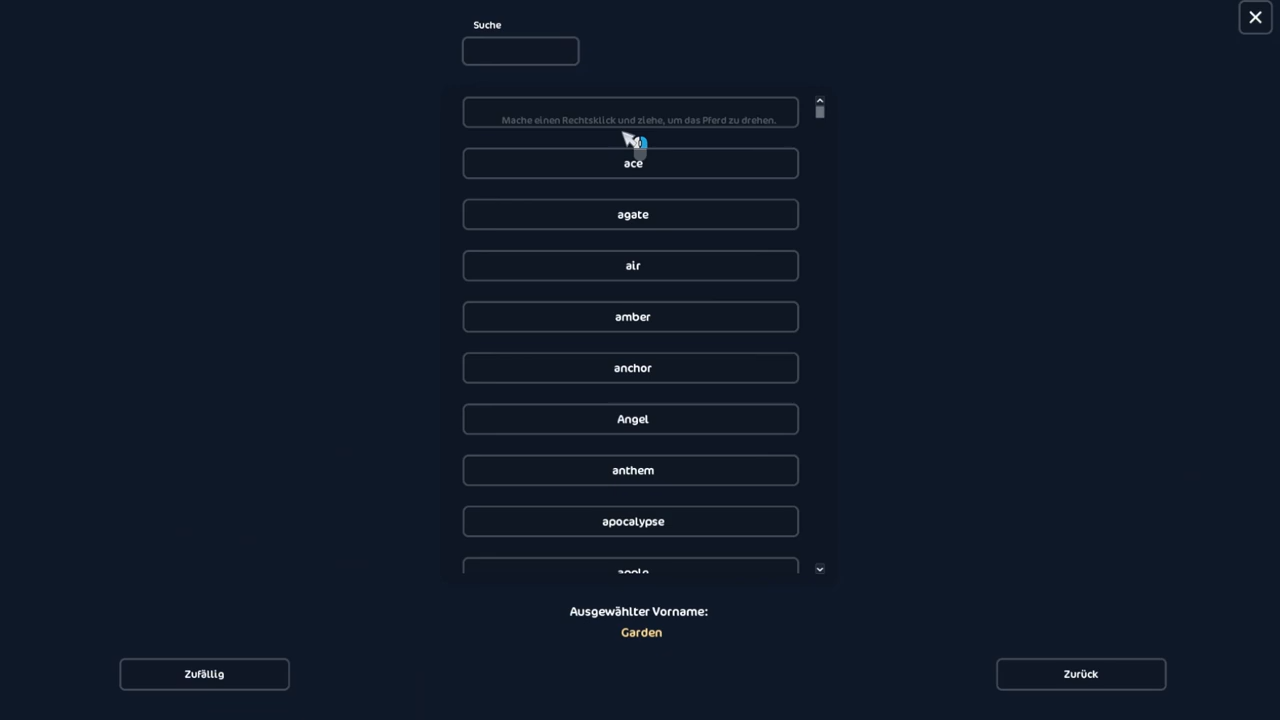 Suche
Mache einen Rechtsklick und ziehe, um das Pferd zu drehen.
ace
agate
air
amber
anchor
Angel
anthem
apocalypse
apple
Ausgewählter Vorname:
Garden
Zufällig
Zurück